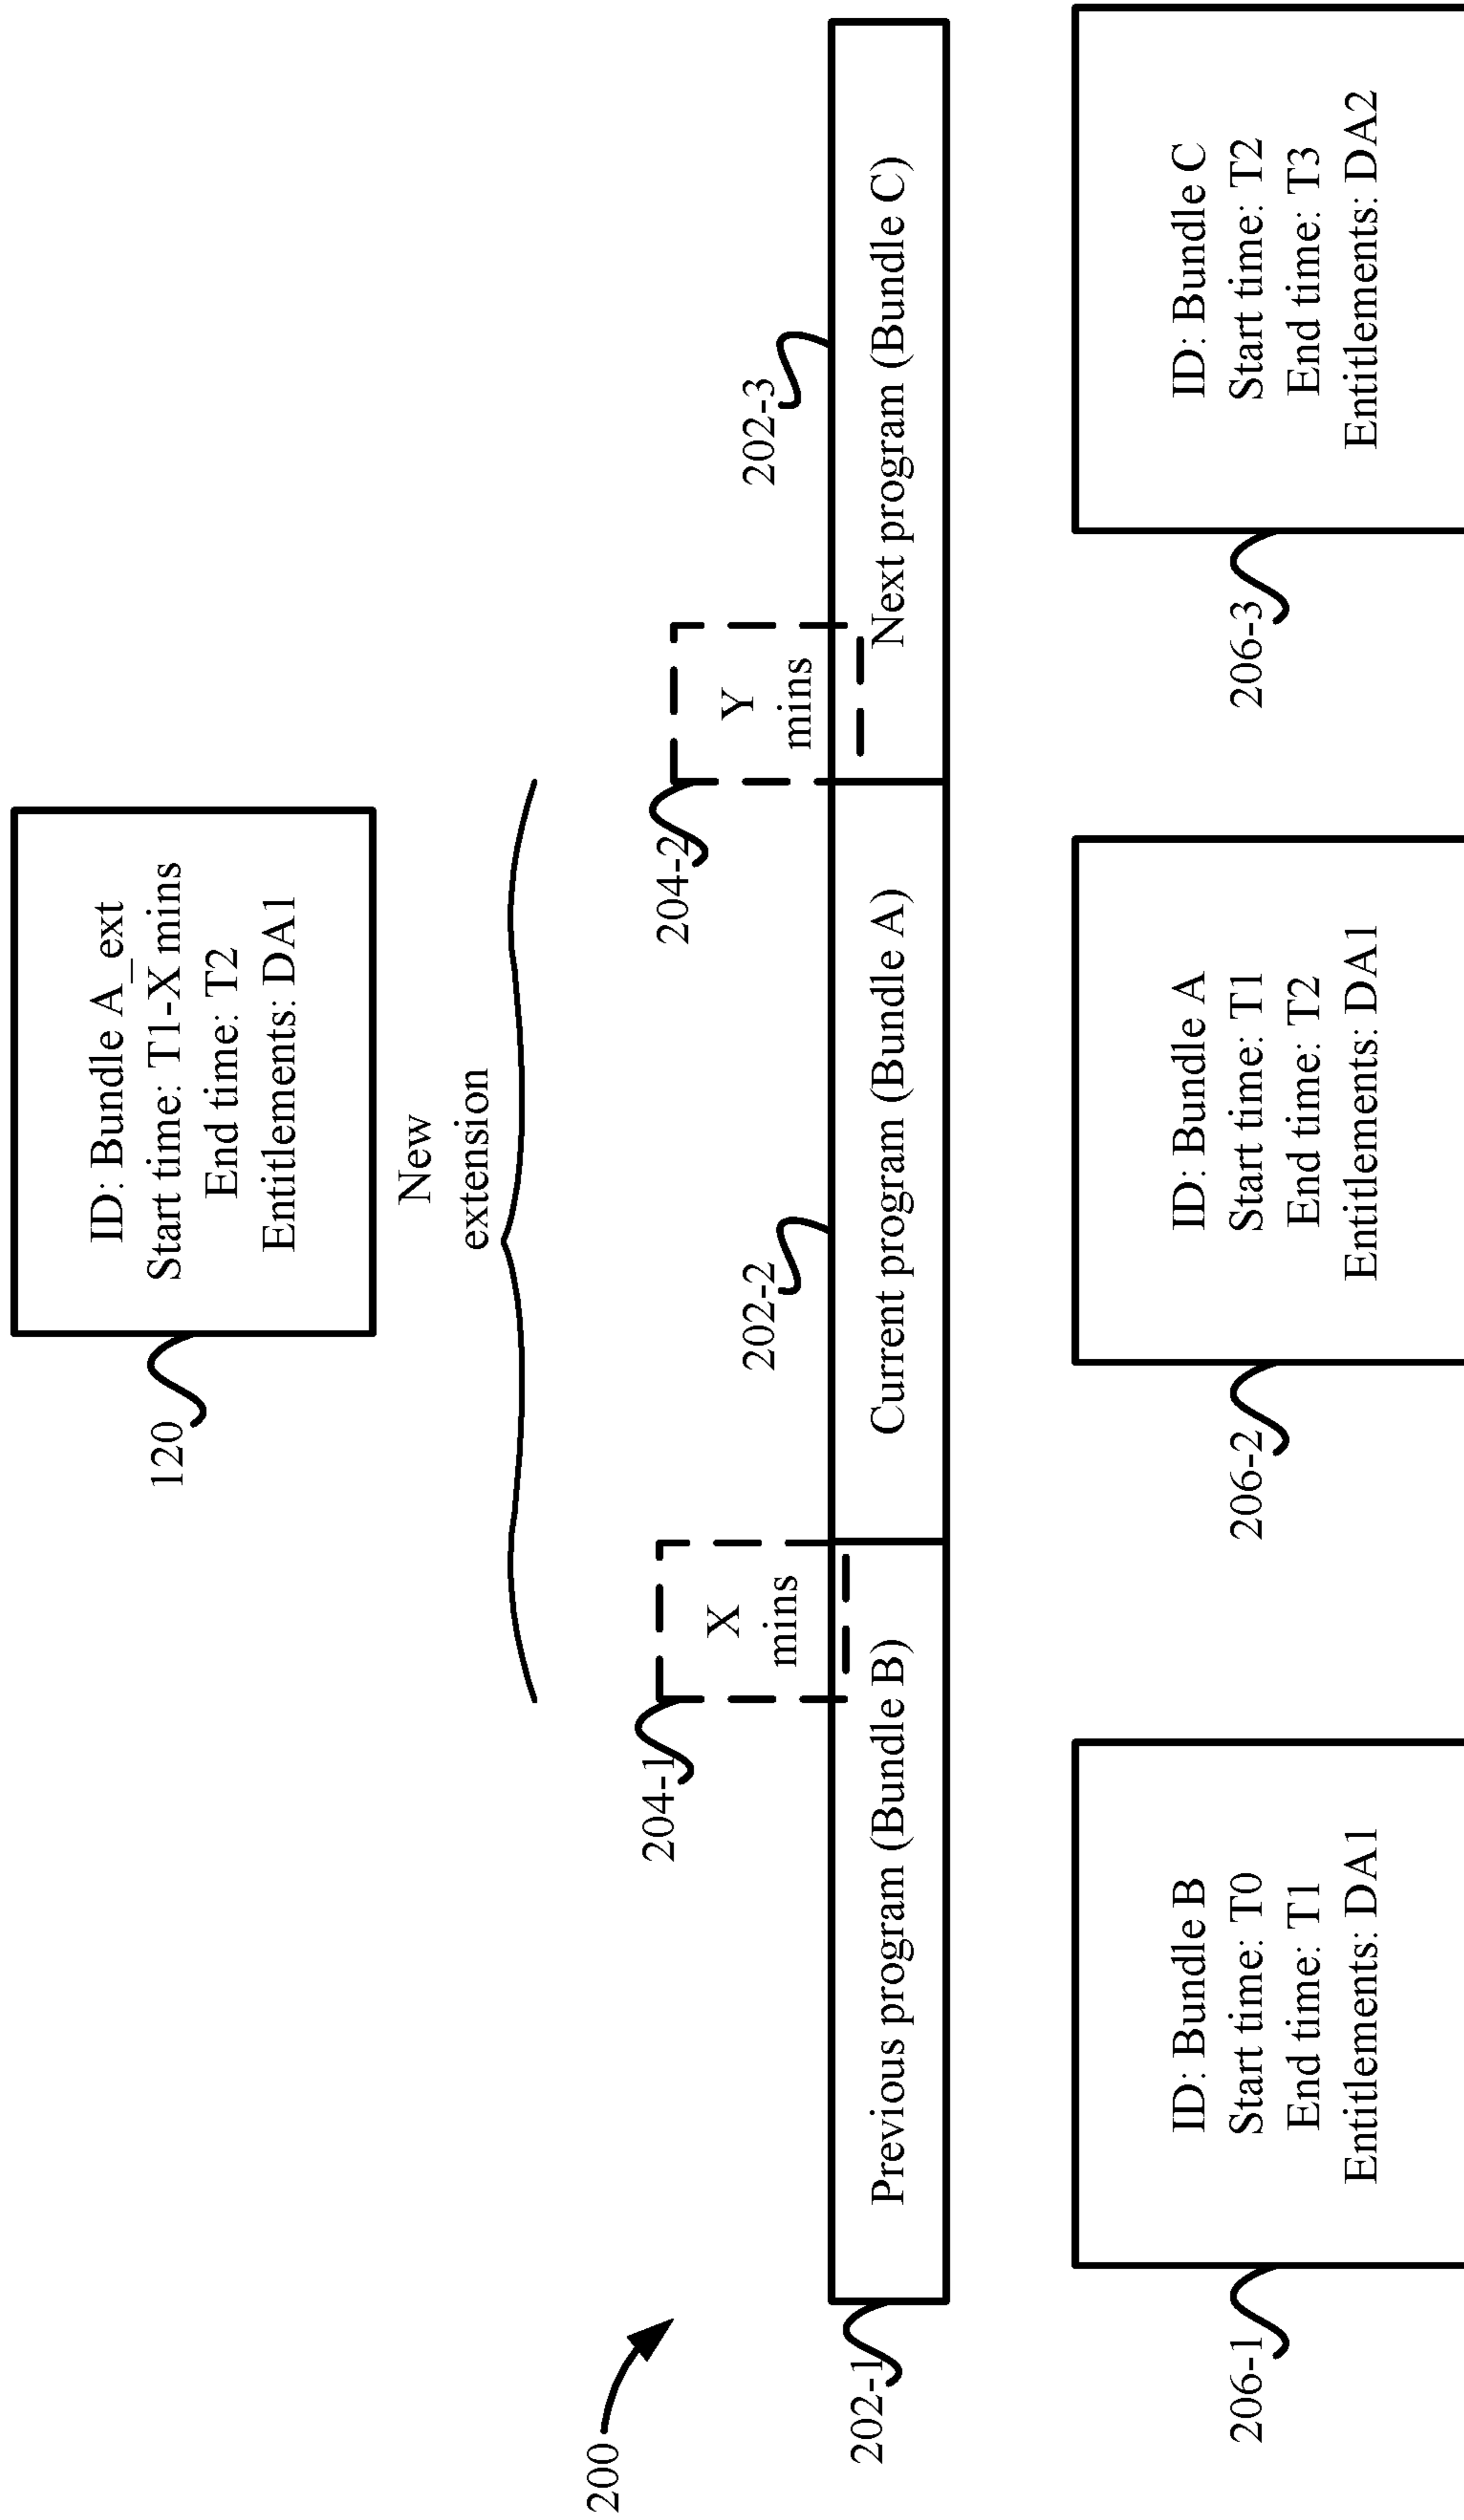 ID: Bundle A_ext
Start time: T1-X mins
End time: T2
Entitlements: DA1
120
New
extension
200
204-1
X
mins
204-2
Y
mins
202-1
202-2
202-3
Previous program (Bundle B)
Current program (Bundle A)
Next program (Bundle C)
206-1
ID: Bundle B
Start time: T0
End time: T1
Entitlements: DA1
206-2
ID: Bundle A
Start time: T1
End time: T2
Entitlements: DA1
206-3
ID: Bundle C
Start time: T2
End time: T3
Entitlements: DA2